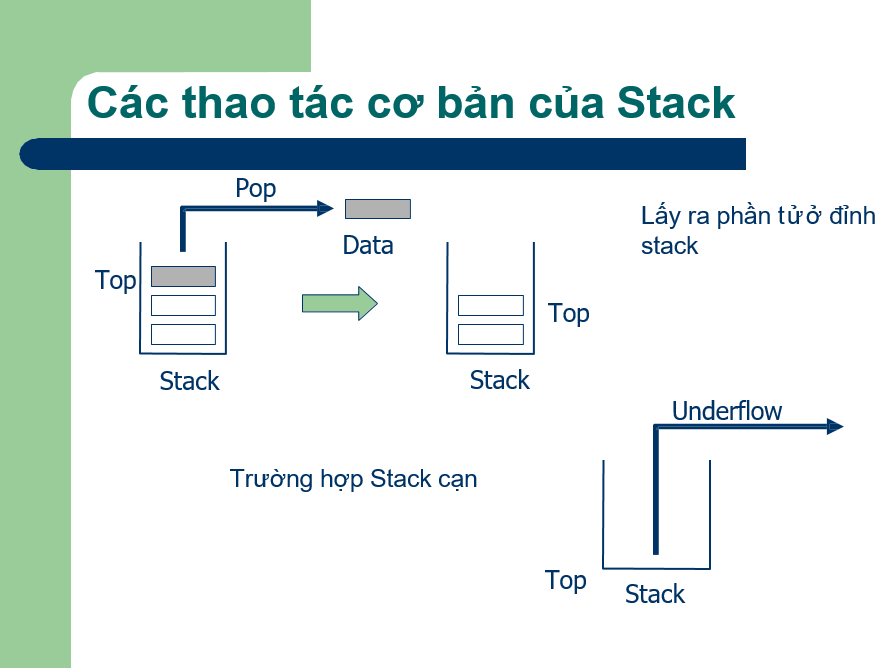 Các thao tác cơ bản của Stack
Pop
Data
Top
Stack
Lấy ra phần tử ở đỉnh
stack
Top
Stack
Underflow
Trường hợp Stack cạn
Top
Stack